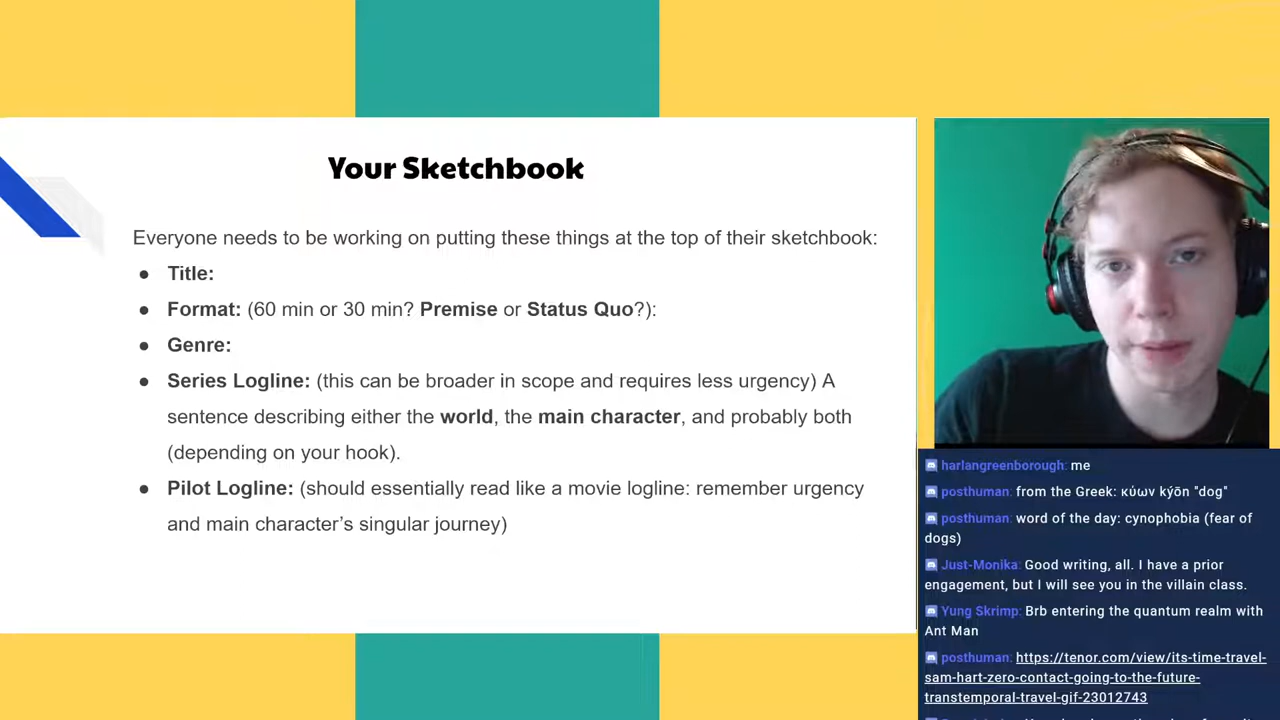 Your Sketchbook
Everyone needs to be working on putting these things at the top of their sketchbook:
● Title:
● Format: (60 min or 30 min? Premise or Status Quo?):
● Genre:
● Series Logline: (this can be broader in scope and requires less urgency) A
sentence describing either the world, the main character, and probably both
(depending on your hook).
● Pilot Logline: (should essentially read like a movie logline: remember urgency
and main character's singular journey)
harlangreenborough: me
posthuman: from the Greek: κύων kýōn "dog"
posthuman: word of the day: cynophobia (fear of
dogs)
Just-Monika: Good writing, all. I have a prior
engagement, but I will see you in the villain class.
Yung Skrimp: Brb entering the quantum realm with
Ant Man
posthuman: https://tenor.com/view/its-time-travel-
sam-hart-zero-contact-going-to-the-future-
transtemporal-travel-gif-23012743